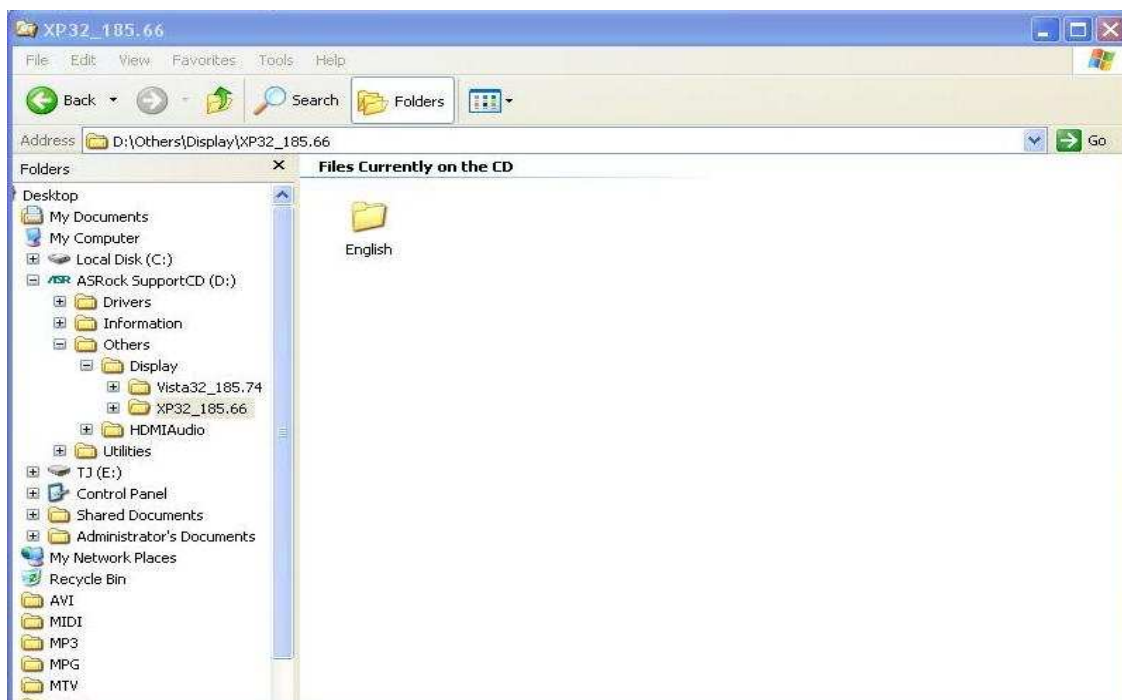 XP32_185.66
File Edit View Favorites Tools Help
Back Search Folders
Address D:\Others\Display\XP32_185.66 Go
Folders
Desktop
My Documents
My Computer
Local Disk (C:)
ASR ASRock SupportCD (D:)
Drivers
Information
Others
Display
Vista32_185.74
XP32_185.66
HDMIAudio
Utilities
TJ (E:)
Control Panel
Shared Documents
Administrator's Documents
My Network Places
Recycle Bin
AVI
MIDI
MP3
MPG
MTV
Files Currently on the CD
English